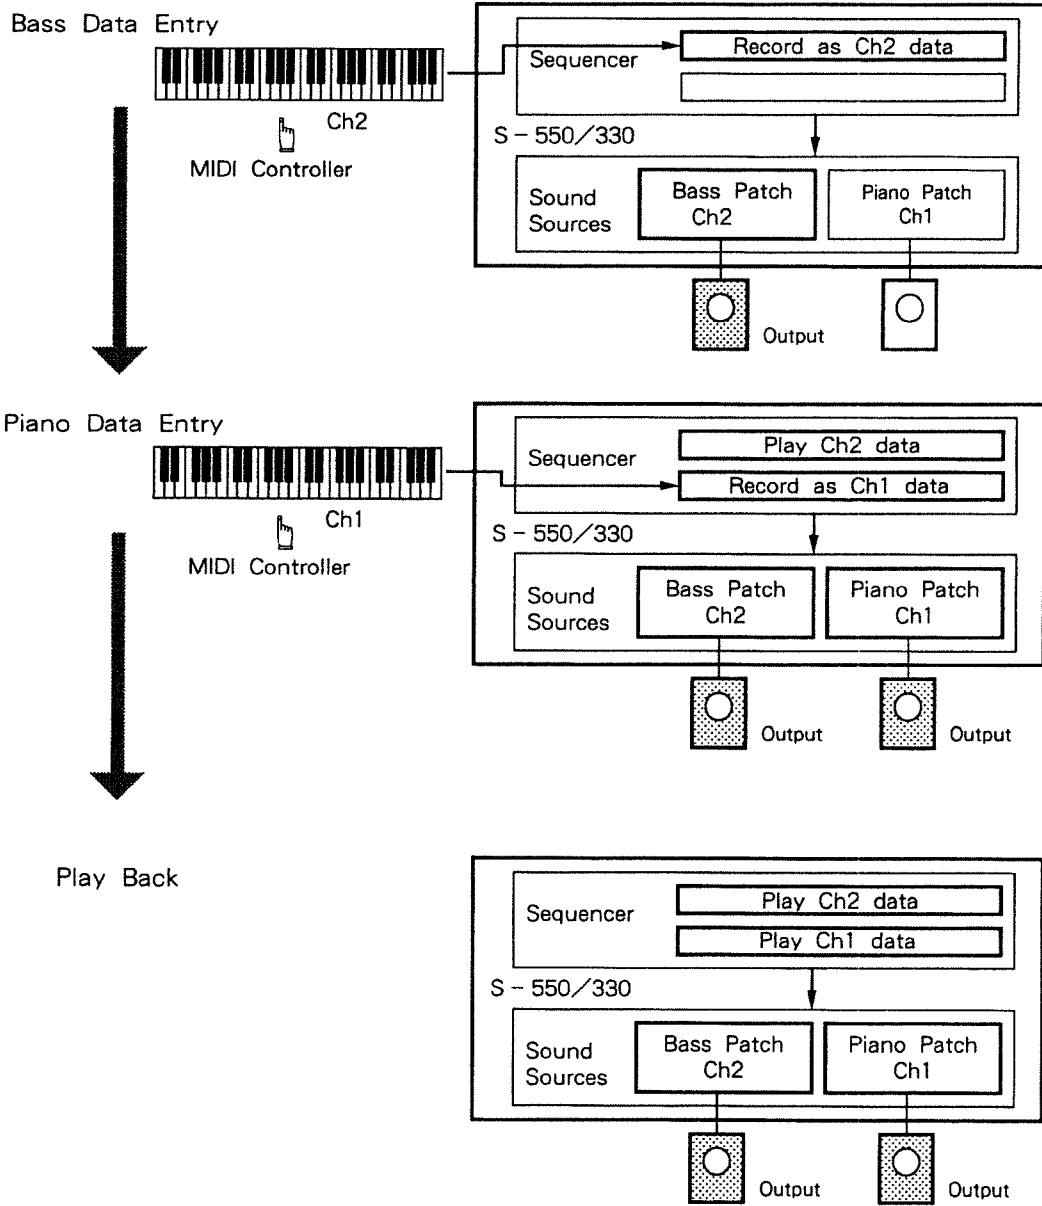 Bass Data Entry
Ch2
MIDI Controller
Sequencer
Record as Ch2 data
S-550/330
Sound
Sources
Bass Patch
Ch2
Piano Patch
Ch1
Output
Piano Data Entry
Ch1
MIDI Controller
Sequencer
Play Ch2 data
Record as Ch1 data
S-550/330
Sound
Sources
Bass Patch
Ch2
Piano Patch
Ch1
Output
Output
Play Back
Sequencer
Play Ch2 data
Play Ch1 data
S-550/330
Sound
Sources
Bass Patch
Ch2
Piano Patch
Ch1
Output
Output